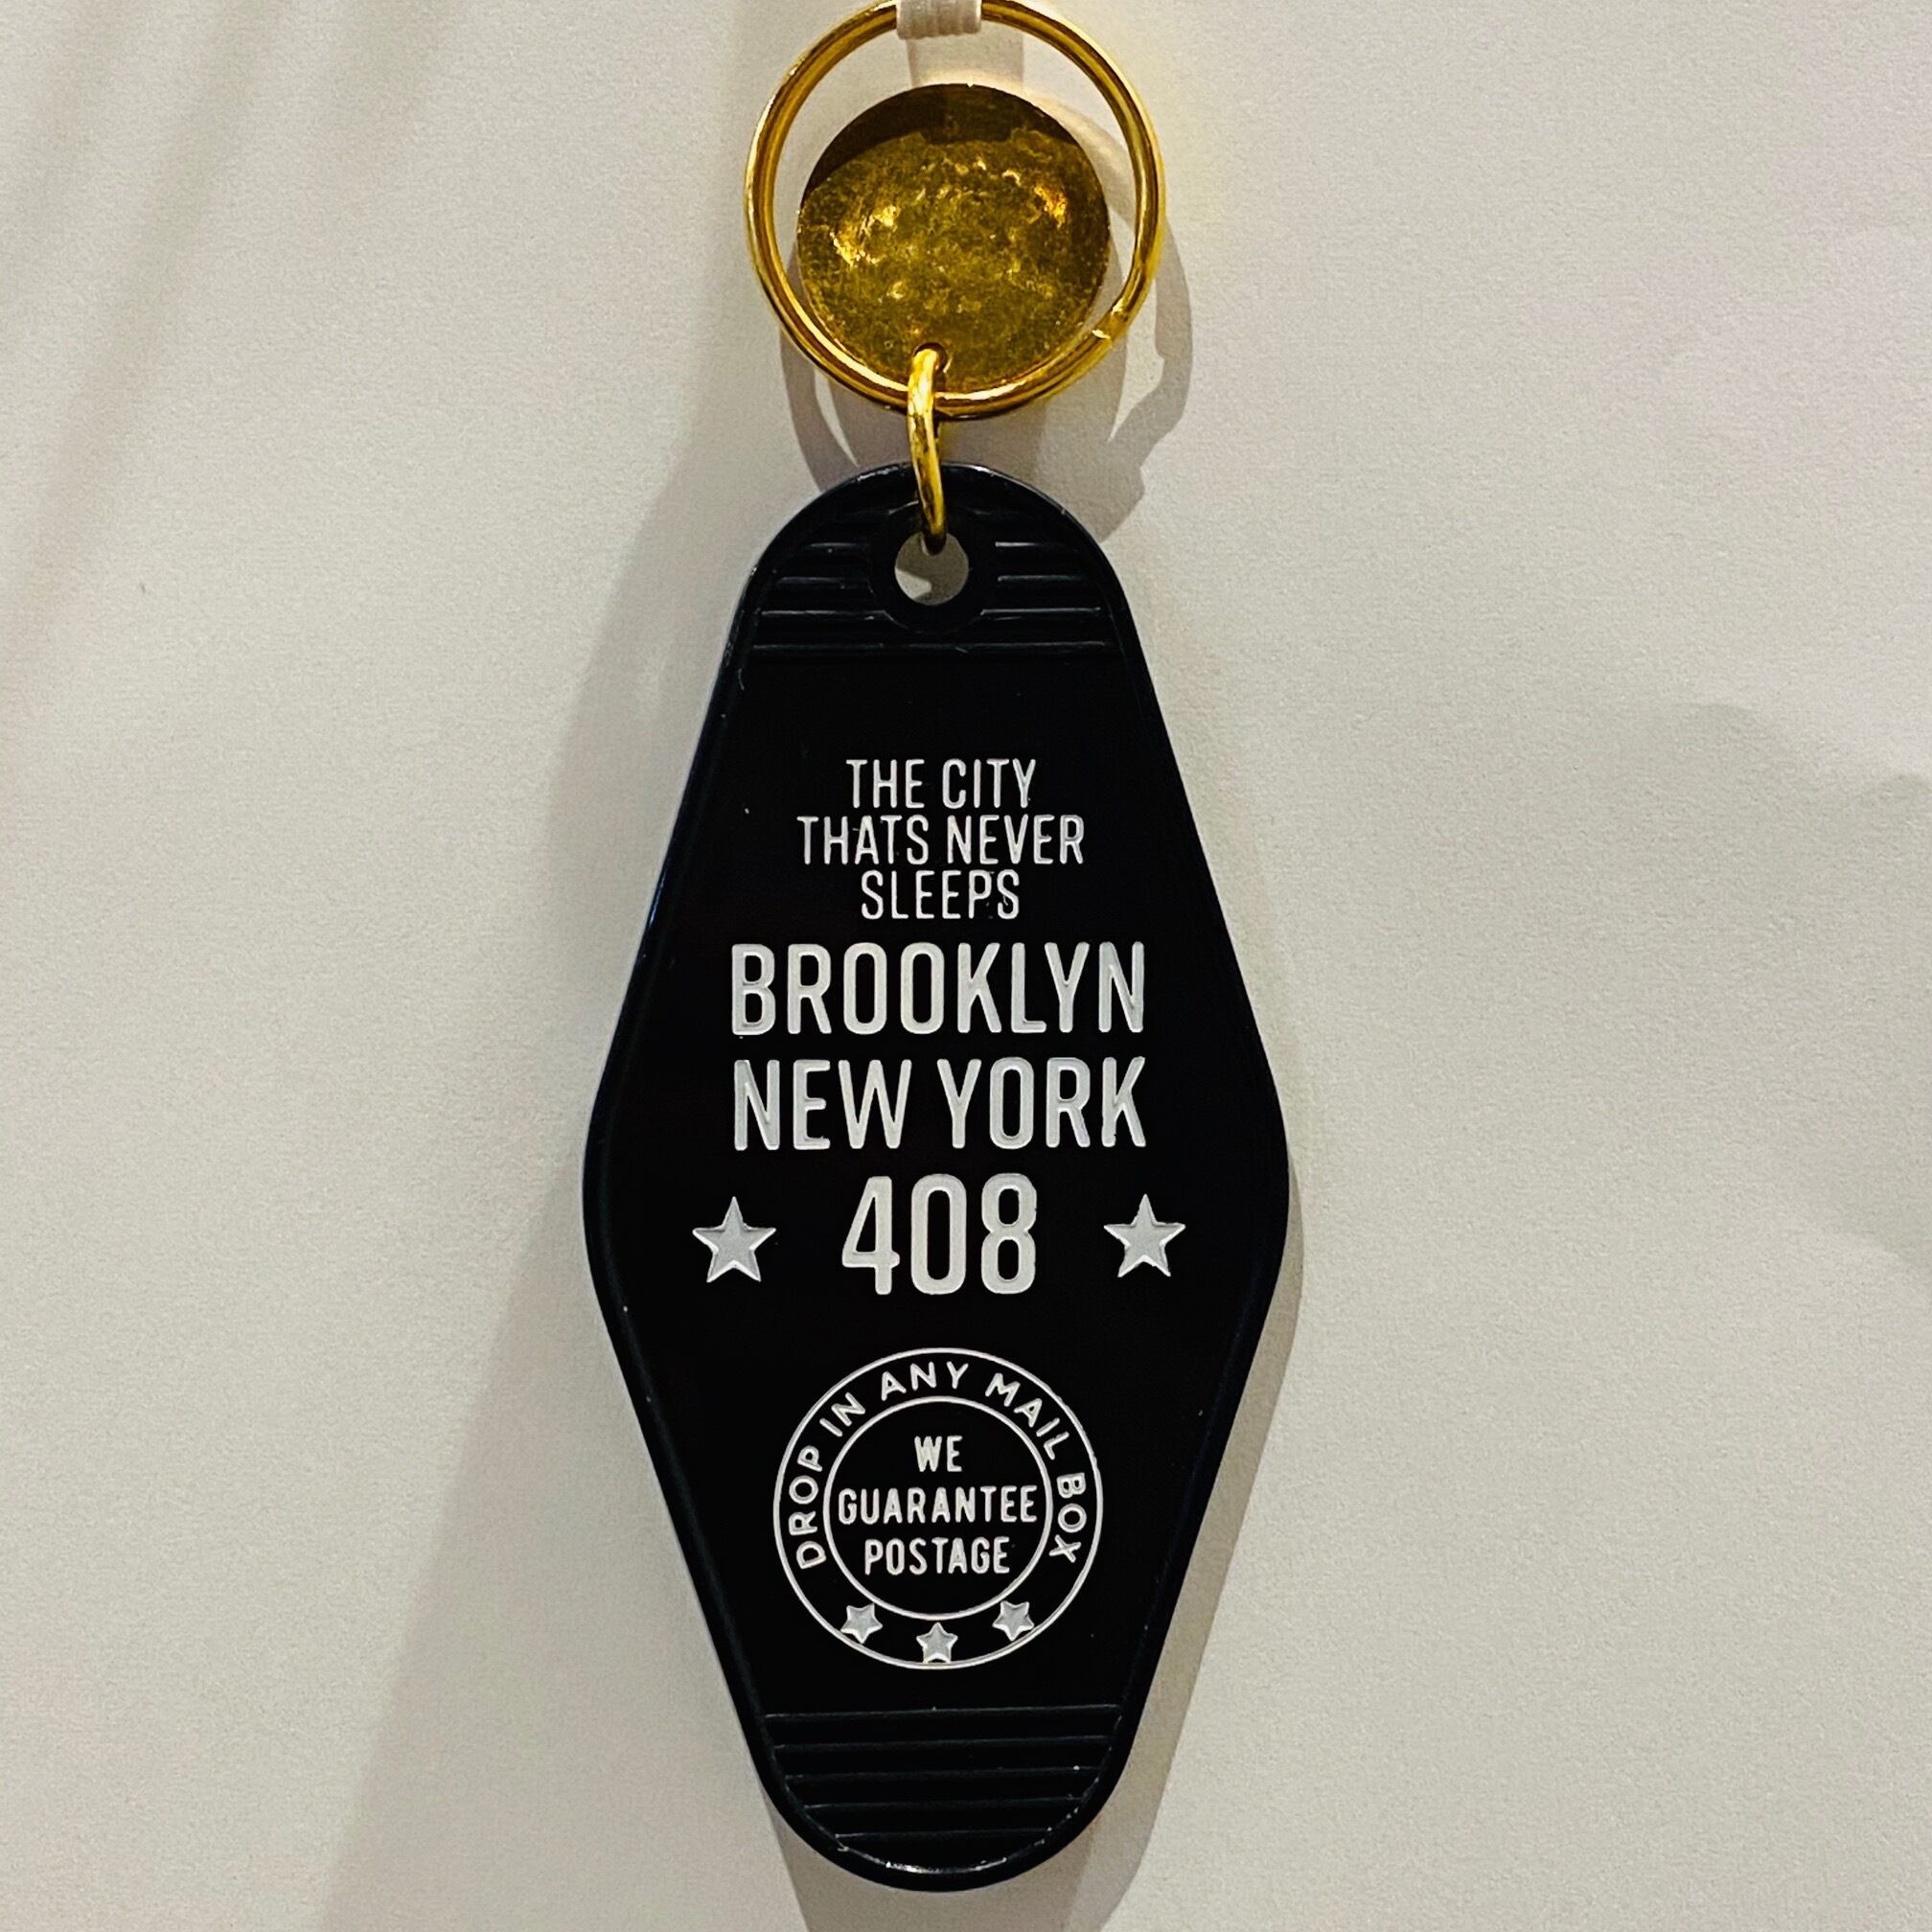 THE CITY
THATS NEVER
SLEEPS
BROOKLYN
NEW YORK
408
DROP IN ANY MAIL BOX
WE
GUARANTEE
POSTAGE